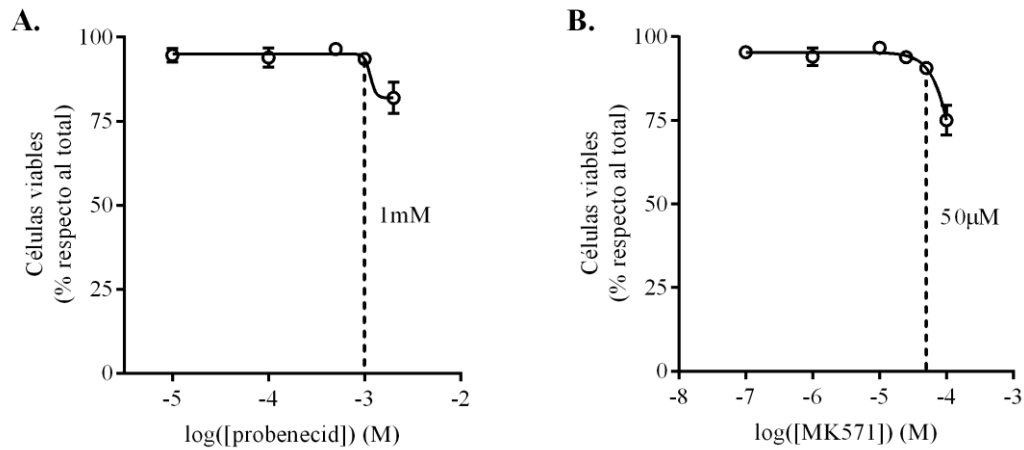 A.
Células viables
(% respecto al total)
100
75
50
25
0
1mM
-5
-4
-3
-2
log([probenecid]) (M)
B.
Células viables
(% respecto al total)
100
75
50
25
0
50µM
-8
-7
-6
-5
-4
-3
log([MK571]) (M)